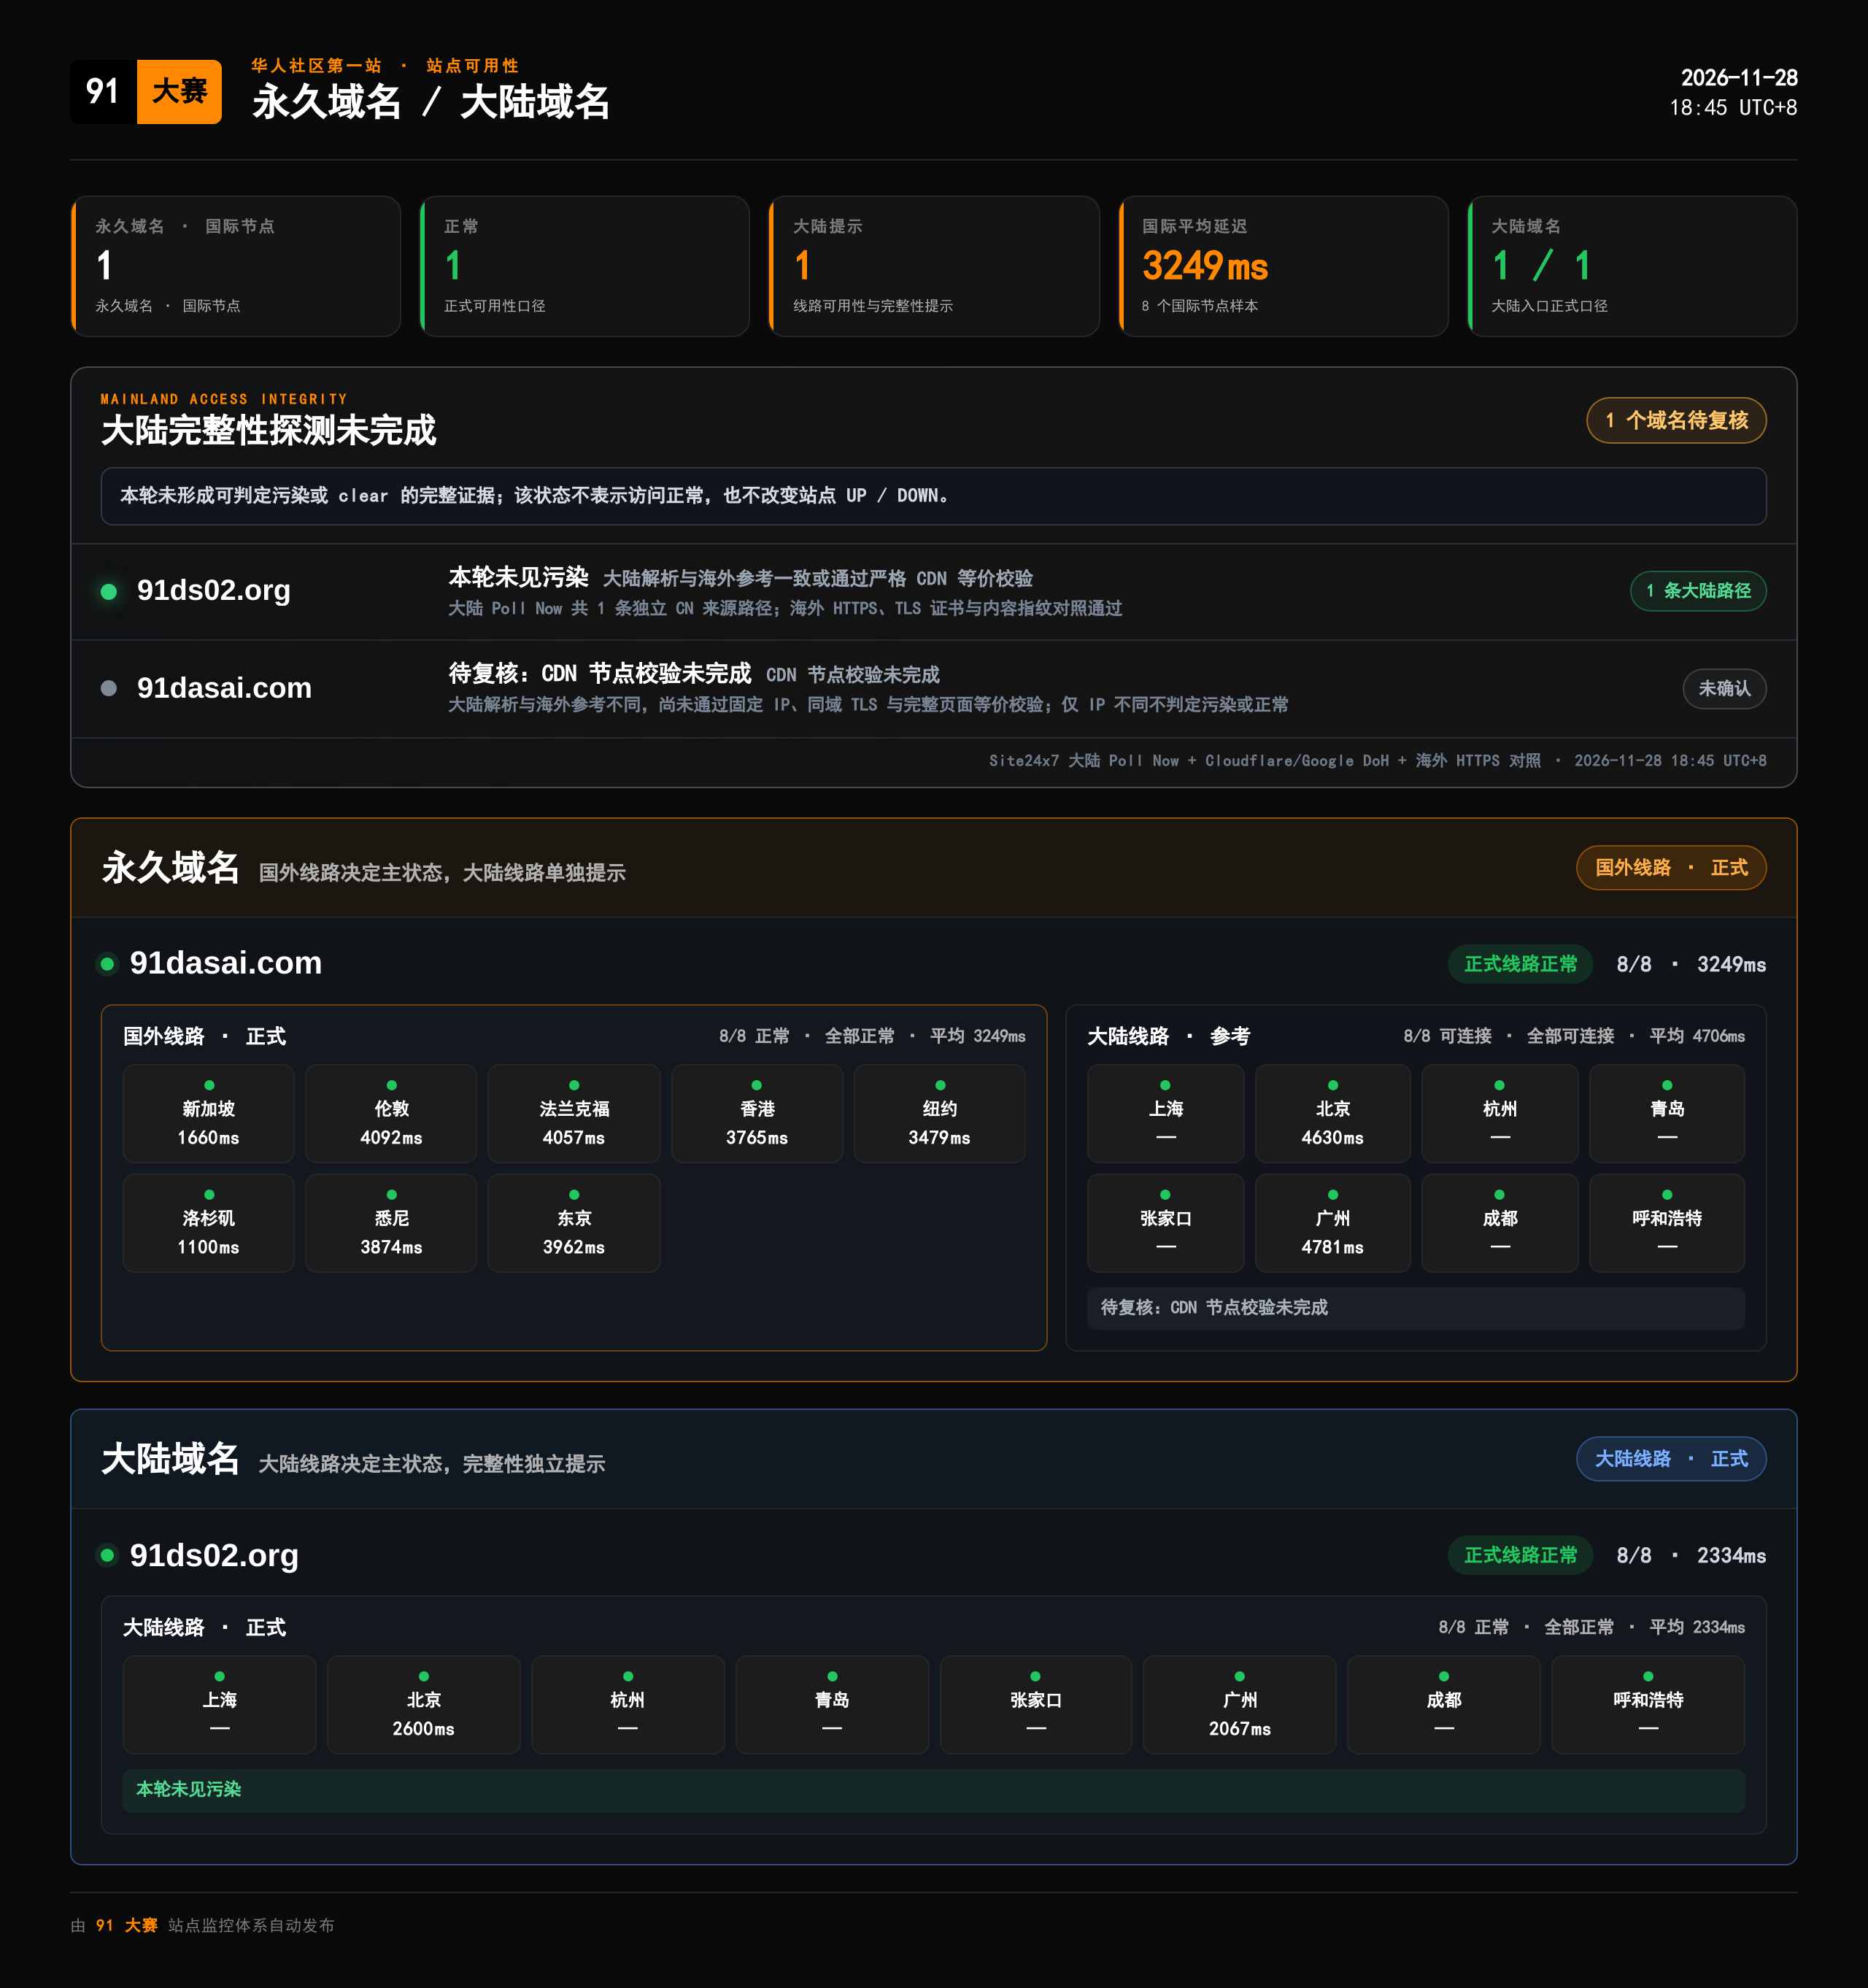 91 大赛
华人社区第一站 · 站点可用性
永久域名 / 大陆域名
2026-11-28
18:45 UTC+8
永久域名 · 国际节点
1
永久域名 · 国际节点
正常
1
正式可用性口径
大陆提示
1
线路可用性与完整性提示
国际平均延迟
3249ms
8 个国际节点样本
大陆域名
1 / 1
大陆入口正式口径
MAINLAND ACCESS INTEGRITY
大陆完整性探测未完成
1 个域名待复核
本轮未形成可判定污染或 clear 的完整证据；该状态不表示访问正常，也不改变站点 UP / DOWN。
91ds02.org
本轮未见污染 大陆解析与海外参考一致或通过严格 CDN 等价校验
大陆 Poll Now 共 1 条独立 CN 来源路径；海外 HTTPS、TLS 证书与内容指纹对照通过
1 条大陆路径
91dasai.com
待复核：CDN 节点校验未完成 CDN 节点校验未完成
大陆解析与海外参考不同，尚未通过固定 IP、同域 TLS 与完整页面等价校验；仅 IP 不同不判定污染或正常
未确认
Site24x7 大陆 Poll Now + Cloudflare/Google DoH + 海外 HTTPS 对照 · 2026-11-28 18:45 UTC+8
永久域名 国外线路决定主状态，大陆线路单独提示
国外线路 · 正式
91dasai.com
正式线路正常 8/8 · 3249ms
国外线路 · 正式
8/8 正常 · 全部正常 · 平均 3249ms
新加坡
1660ms
伦敦
4092ms
法兰克福
4057ms
香港
3765ms
纽约
3479ms
洛杉矶
1100ms
悉尼
3874ms
东京
3962ms
大陆线路 · 参考
8/8 可连接 · 全部可连接 · 平均 4706ms
上海
—
北京
4630ms
杭州
—
青岛
—
张家口
—
广州
4781ms
成都
—
呼和浩特
—
待复核：CDN 节点校验未完成
大陆域名 大陆线路决定主状态，完整性独立提示
大陆线路 · 正式
91ds02.org
正式线路正常 8/8 · 2334ms
大陆线路 · 正式
8/8 正常 · 全部正常 · 平均 2334ms
上海
—
北京
2600ms
杭州
—
青岛
—
张家口
—
广州
2067ms
成都
—
呼和浩特
—
本轮未见污染
由 91 大赛 站点监控体系自动发布